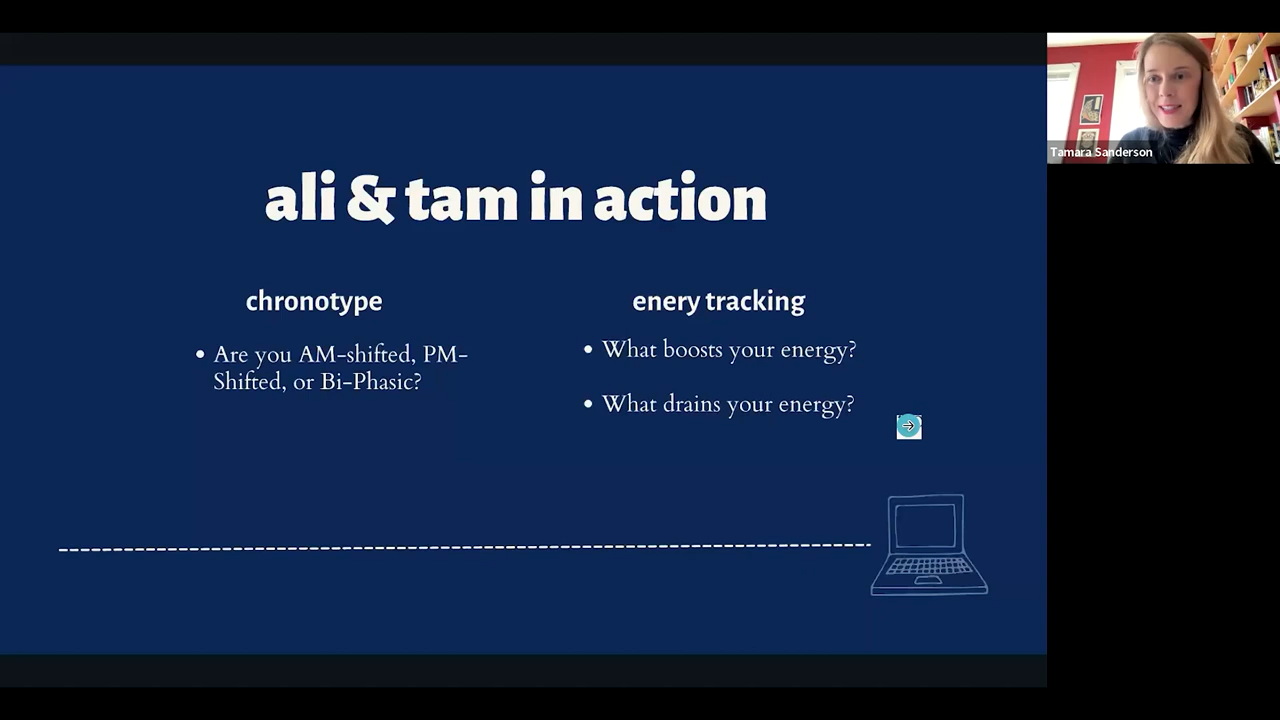 ali & tam in action
chronotype
• Are you AM-shifted, PM-
Shifted, or Bi-Phasic?
enery tracking
• What boosts your energy?
• What drains your energy?
Tamara Sanderson